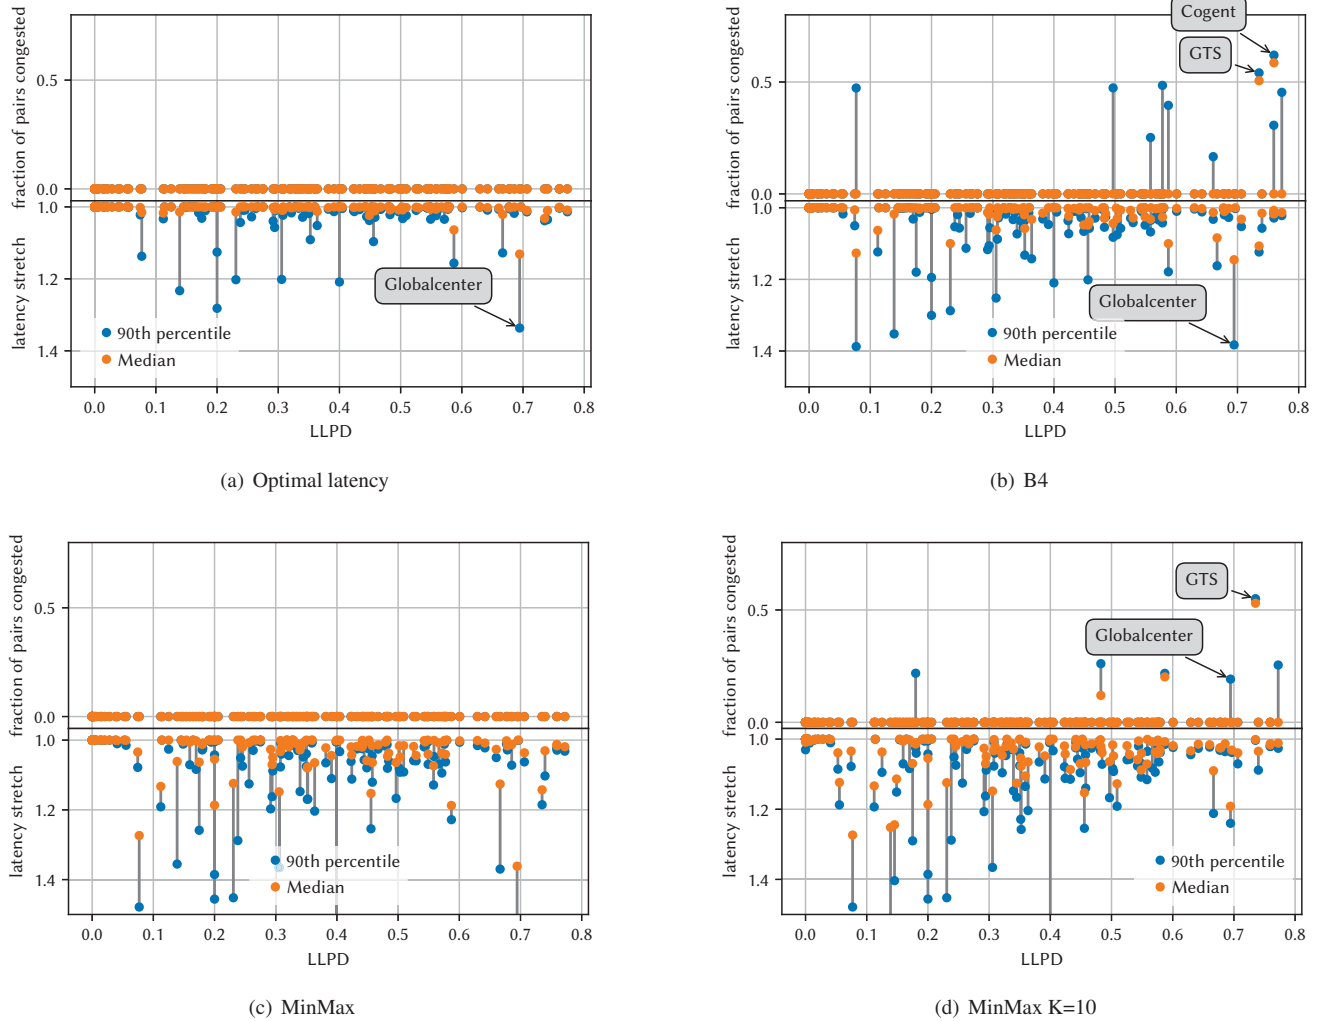 fraction of pairs congested
latency stretch
0.5
0.0
1.0
1.2
1.4
Globalcenter
90th percentile
Median
0.0 0.1 0.2 0.3 0.4 0.5 0.6 0.7 0.8
LLPD
(a) Optimal latency
fraction of pairs congested
latency stretch
0.5
0.0
1.0
1.2
1.4
Cogent
GTS
Globalcenter
90th percentile
Median
0.0 0.1 0.2 0.3 0.4 0.5 0.6 0.7 0.8
LLPD
(b) B4
fraction of pairs congested
latency stretch
0.5
0.0
1.0
1.2
1.4
90th percentile
Median
0.0 0.1 0.2 0.3 0.4 0.5 0.6 0.7 0.8
LLPD
(c) MinMax
fraction of pairs congested
latency stretch
0.5
0.0
1.0
1.2
1.4
GTS
Globalcenter
90th percentile
Median
0.0 0.1 0.2 0.3 0.4 0.5 0.6 0.7 0.8
LLPD
(d) MinMax K=10